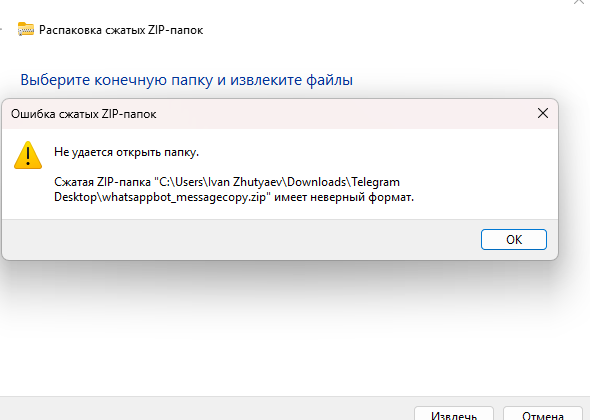 Распаковка сжатых ZIP-папок
Выберите конечную папку и извлеките файлы
Ошибка сжатых ZIP-папок
Не удается открыть папку.
Сжатая ZIP-папка "C:\Users\Ivan Zhutyaev\Downloads\Telegram
Desktop\whatsappbot_messagecopy.zip" имеет неверный формат.
ОК
Извлечь Отмена